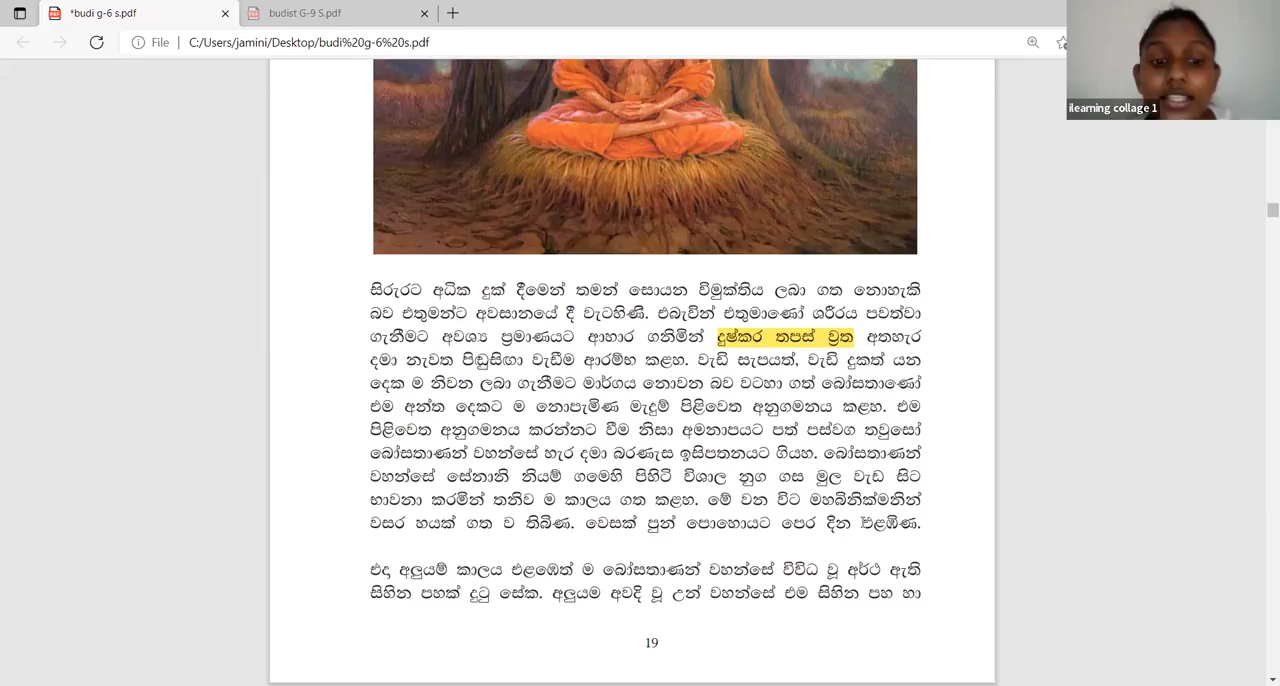 *budi g-6 s.pdf
budist G-9 S.pdf
File
C:/Users/jamini/Desktop/budi%20g-6%20s.pdf
ilearning collage 1
සිරුරට අධික දුක් දීමෙන් තමන් සොයන විමුක්තිය ලබා ගත නොහැකි
බව එතුමන්ට අවසානයේ දී වැටහිණි. එබැවින් එතුමාණෝ ශරීරය පවත්වා
ගැනීමට අවශ්‍ය ප්‍රමාණයට ආහාර ගනිමින් දුෂ්කර තපස් ව්‍රත අතහැර
දමා නැවත පිඬුසිඟා වැඩීම ආරම්භ කළහ. වැඩි සැපයත්, වැඩි දුකත් යන
දෙක ම නිවන ලබා ගැනීමට මාර්ගය නොවන බව වටහා ගත් බෝසතාණෝ
එම අන්ත දෙකට ම නොපැමිණ මැදුම් පිළිවෙත අනුගමනය කළහ. එම
පිළිවෙත අනුගමනය කරන්නට වීම නිසා අමනාපයට පත් පස්වග තවුසෝ
බෝසතාණන් වහන්සේ හැර දමා බරණැස ඉසිපතනයට ගියහ. බෝසතාණන්
වහන්සේ සේනානි නියම් ගමෙහි පිහිටි විශාල නුග ගස මුල වැඩ සිට
භාවනා කරමින් තනිව ම කාලය ගත කළහ. මේ වන විට මහබිනික්මනින්
වසර හයක් ගත ව තිබිණ. වෙසක් පුන් පොහොයට පෙර දින එළඹිණ.
එදා අලුයම් කාලය එළඹෙත් ම බෝසතාණන් වහන්සේ විවිධ වූ අර්ථ ඇති
සිහින පහක් දුටු සේක. අලුයම අවදි වූ උන් වහන්සේ එම සිහින පහ හා
19